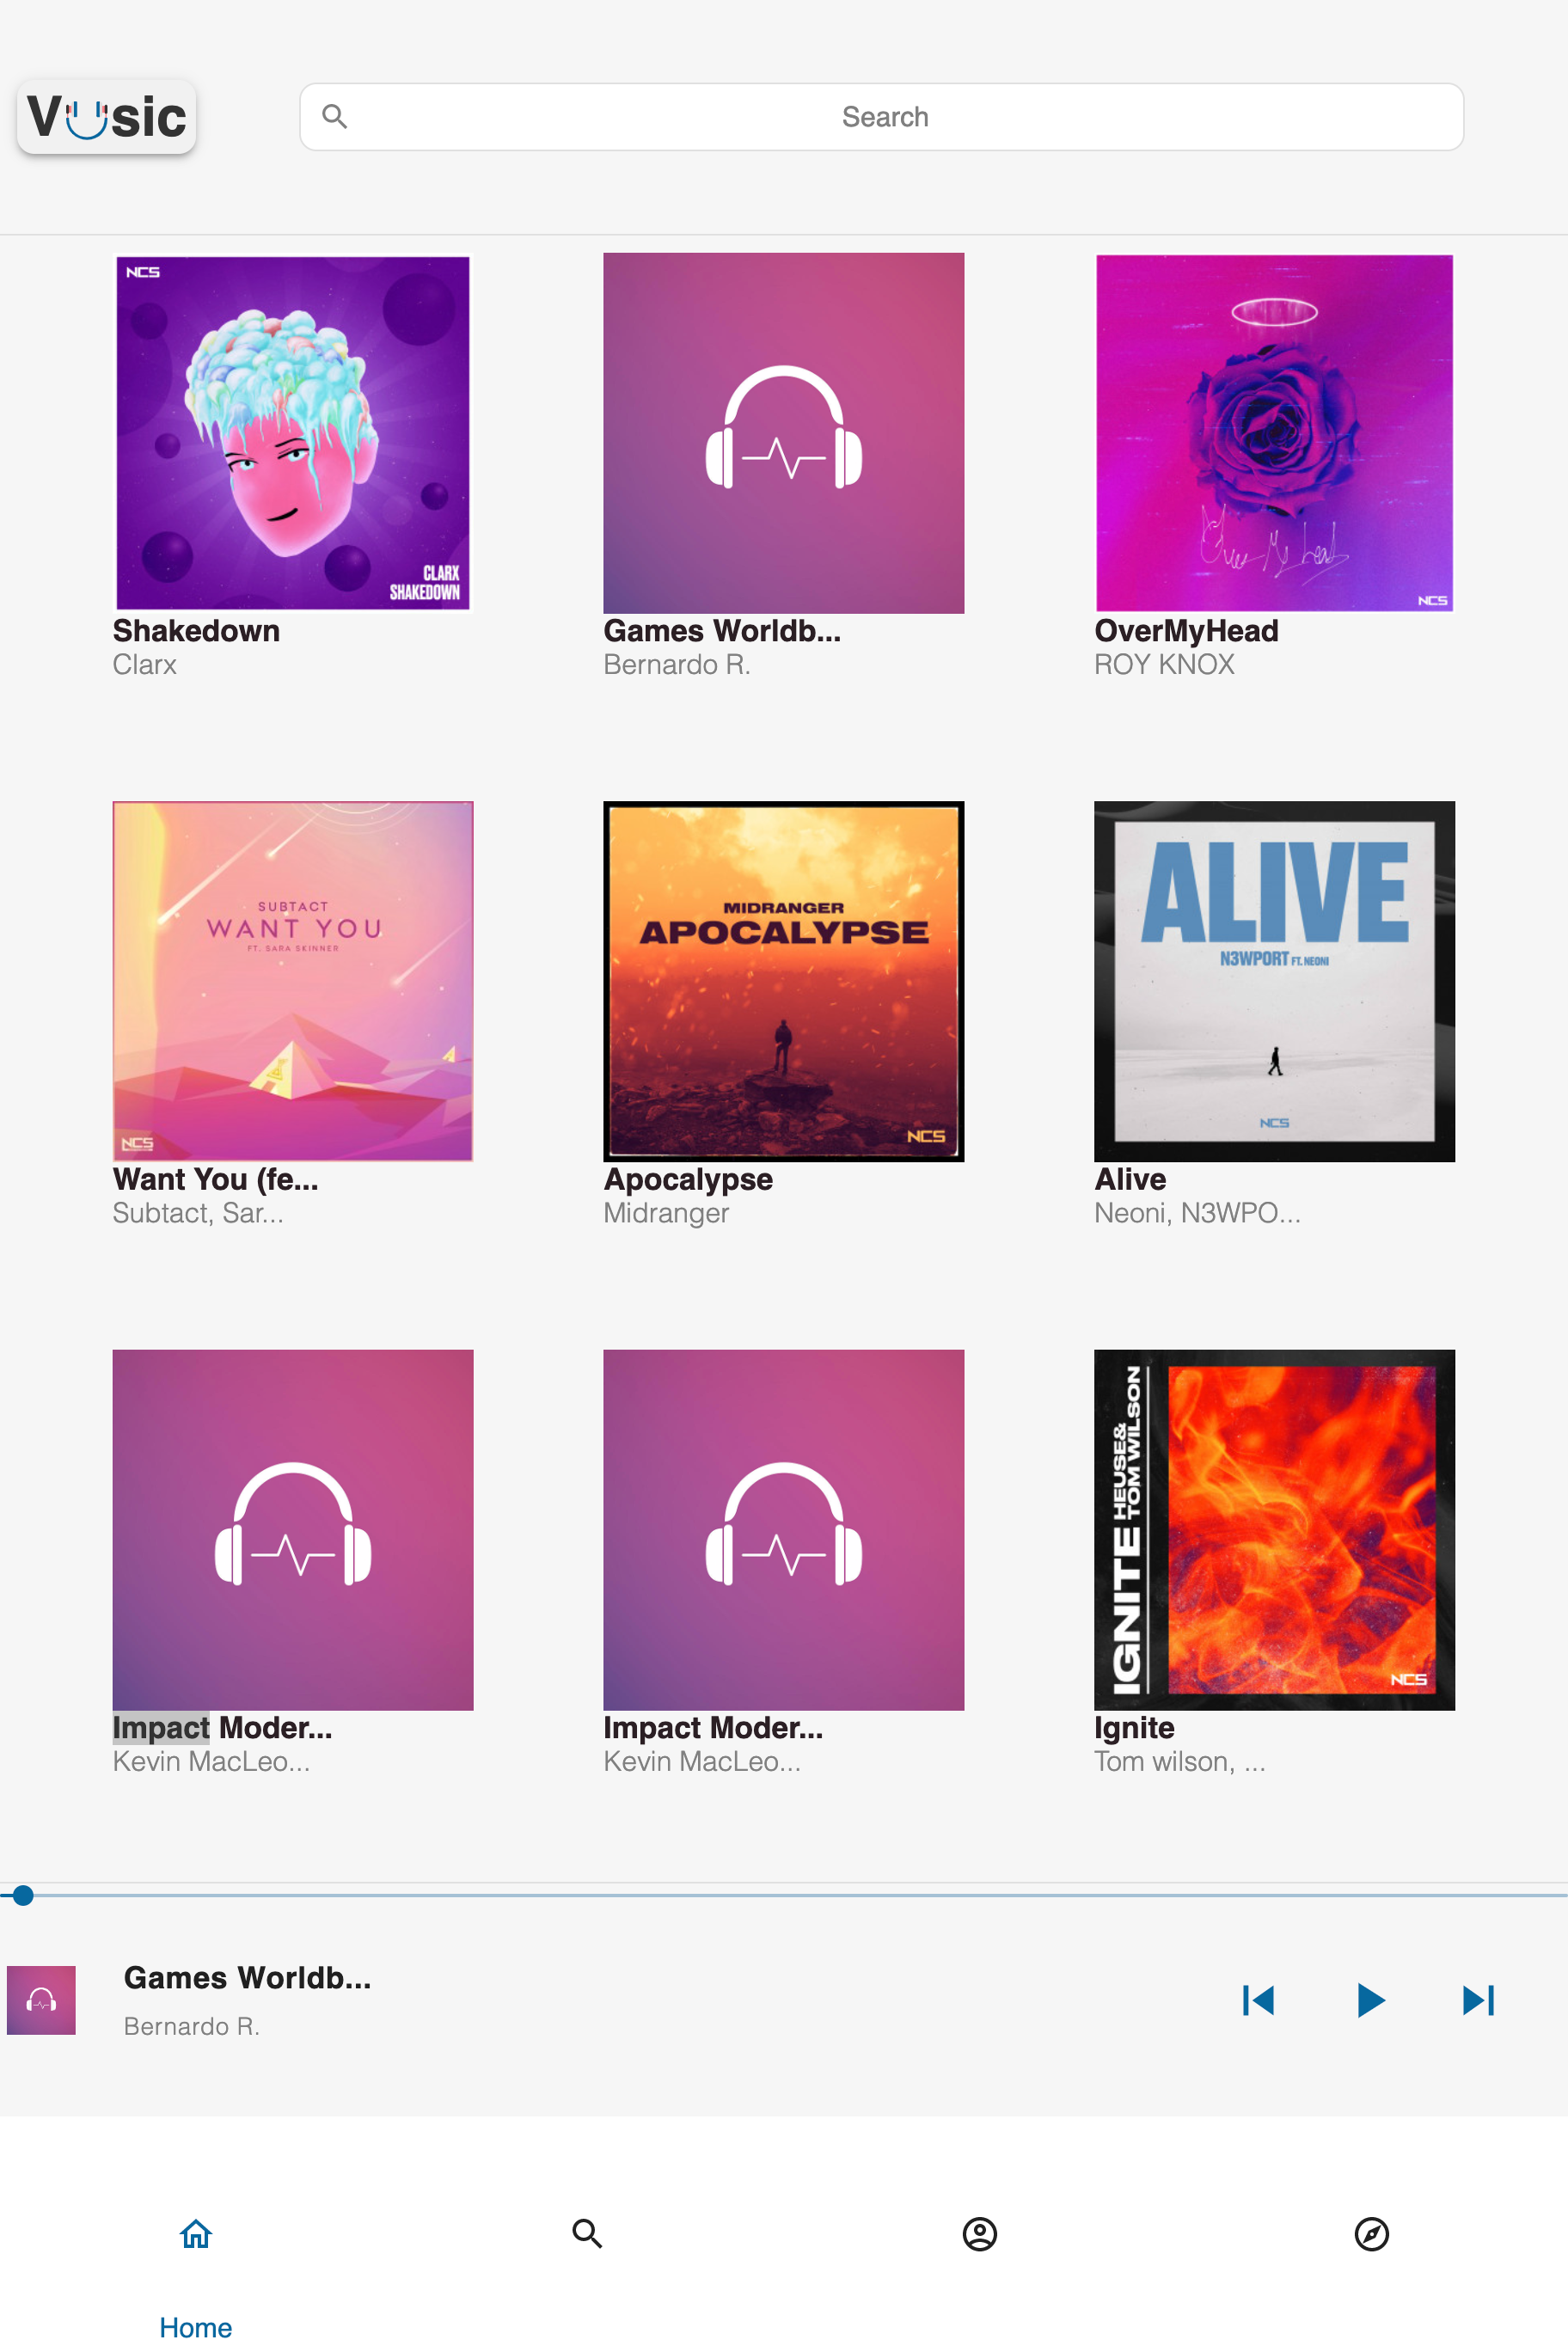 Vusic
Search
NCS
CLARX
SHAKEDOWN
Shakedown
Clarx
Games Worldb...
Bernardo R.
Over My Head
NCS
OverMyHead
ROY KNOX
SUBTACT
WANT YOU
FT. SARA SKINNER
NCS
Want You (fe...
Subtact, Sar...
MIDRANGER
APOCALYPSE
NCS
Apocalypse
Midranger
ALIVE
N3WPORT FT. NEONI
NCS
Alive
Neoni, N3WPO...
Impact Moder...
Kevin MacLeo...
Impact Moder...
Kevin MacLeo...
IGNITE
HEUSE&
TOM WILSON
NCS
Ignite
Tom wilson, ...
Games Worldb...
Bernardo R.
Home